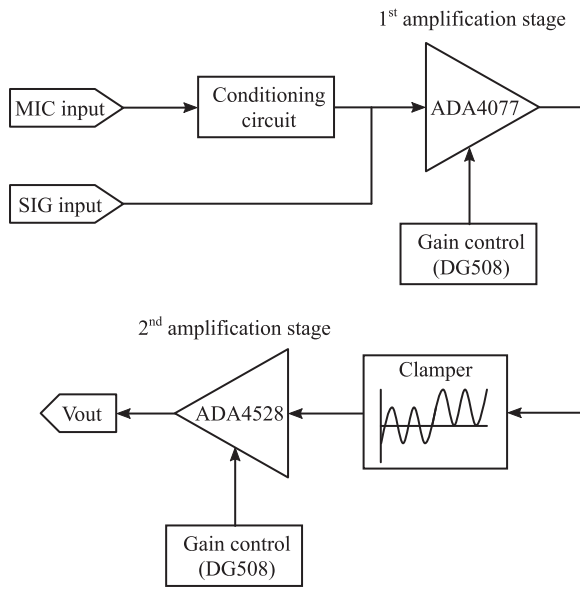 1st amplification stage
MIC input
Conditioning
circuit
ADA4077
SIG input
Gain control
(DG508)
2nd amplification stage
Clamper
Vout
ADA4528
Gain control
(DG508)